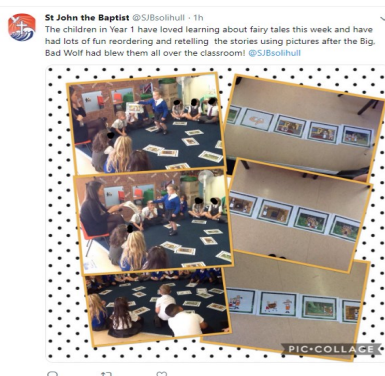 St John the Baptist @SJBsolihull · 1h
The children in Year 1 have loved learning about fairy tales this week and have
had lots of fun reordering and retelling the stories using pictures after the Big,
Bad Wolf had blew them all over the classroom! @SJBsolihull
PIC•COLLAGE